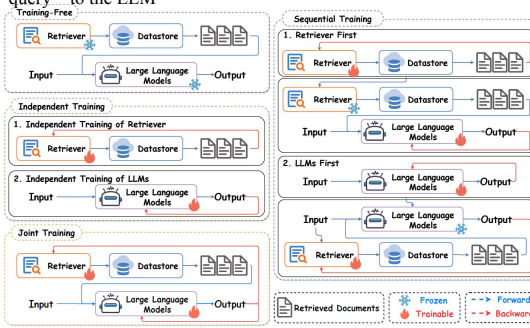 query to the LLM
Training-Free
Retriever
Datastore
Input
Large Language
Models
Output
Independent Training
1. Independent Training of Retriever
Retriever
Datastore
2. Independent Training of LLMs
Input
Large Language
Models
Output
Joint Training
Retriever
Datastore
Input
Large Language
Models
Output
Sequential Training
1. Retriever First
Retriever
Datastore
Retriever
Datastore
Input
Large Language
Models
Output
2. LLMs First
Input
Large Language
Models
Output
Input
Large Language
Models
Output
Retriever
Datastore
Retrieved Documents
Frozen
Trainable
Forward
Backwar